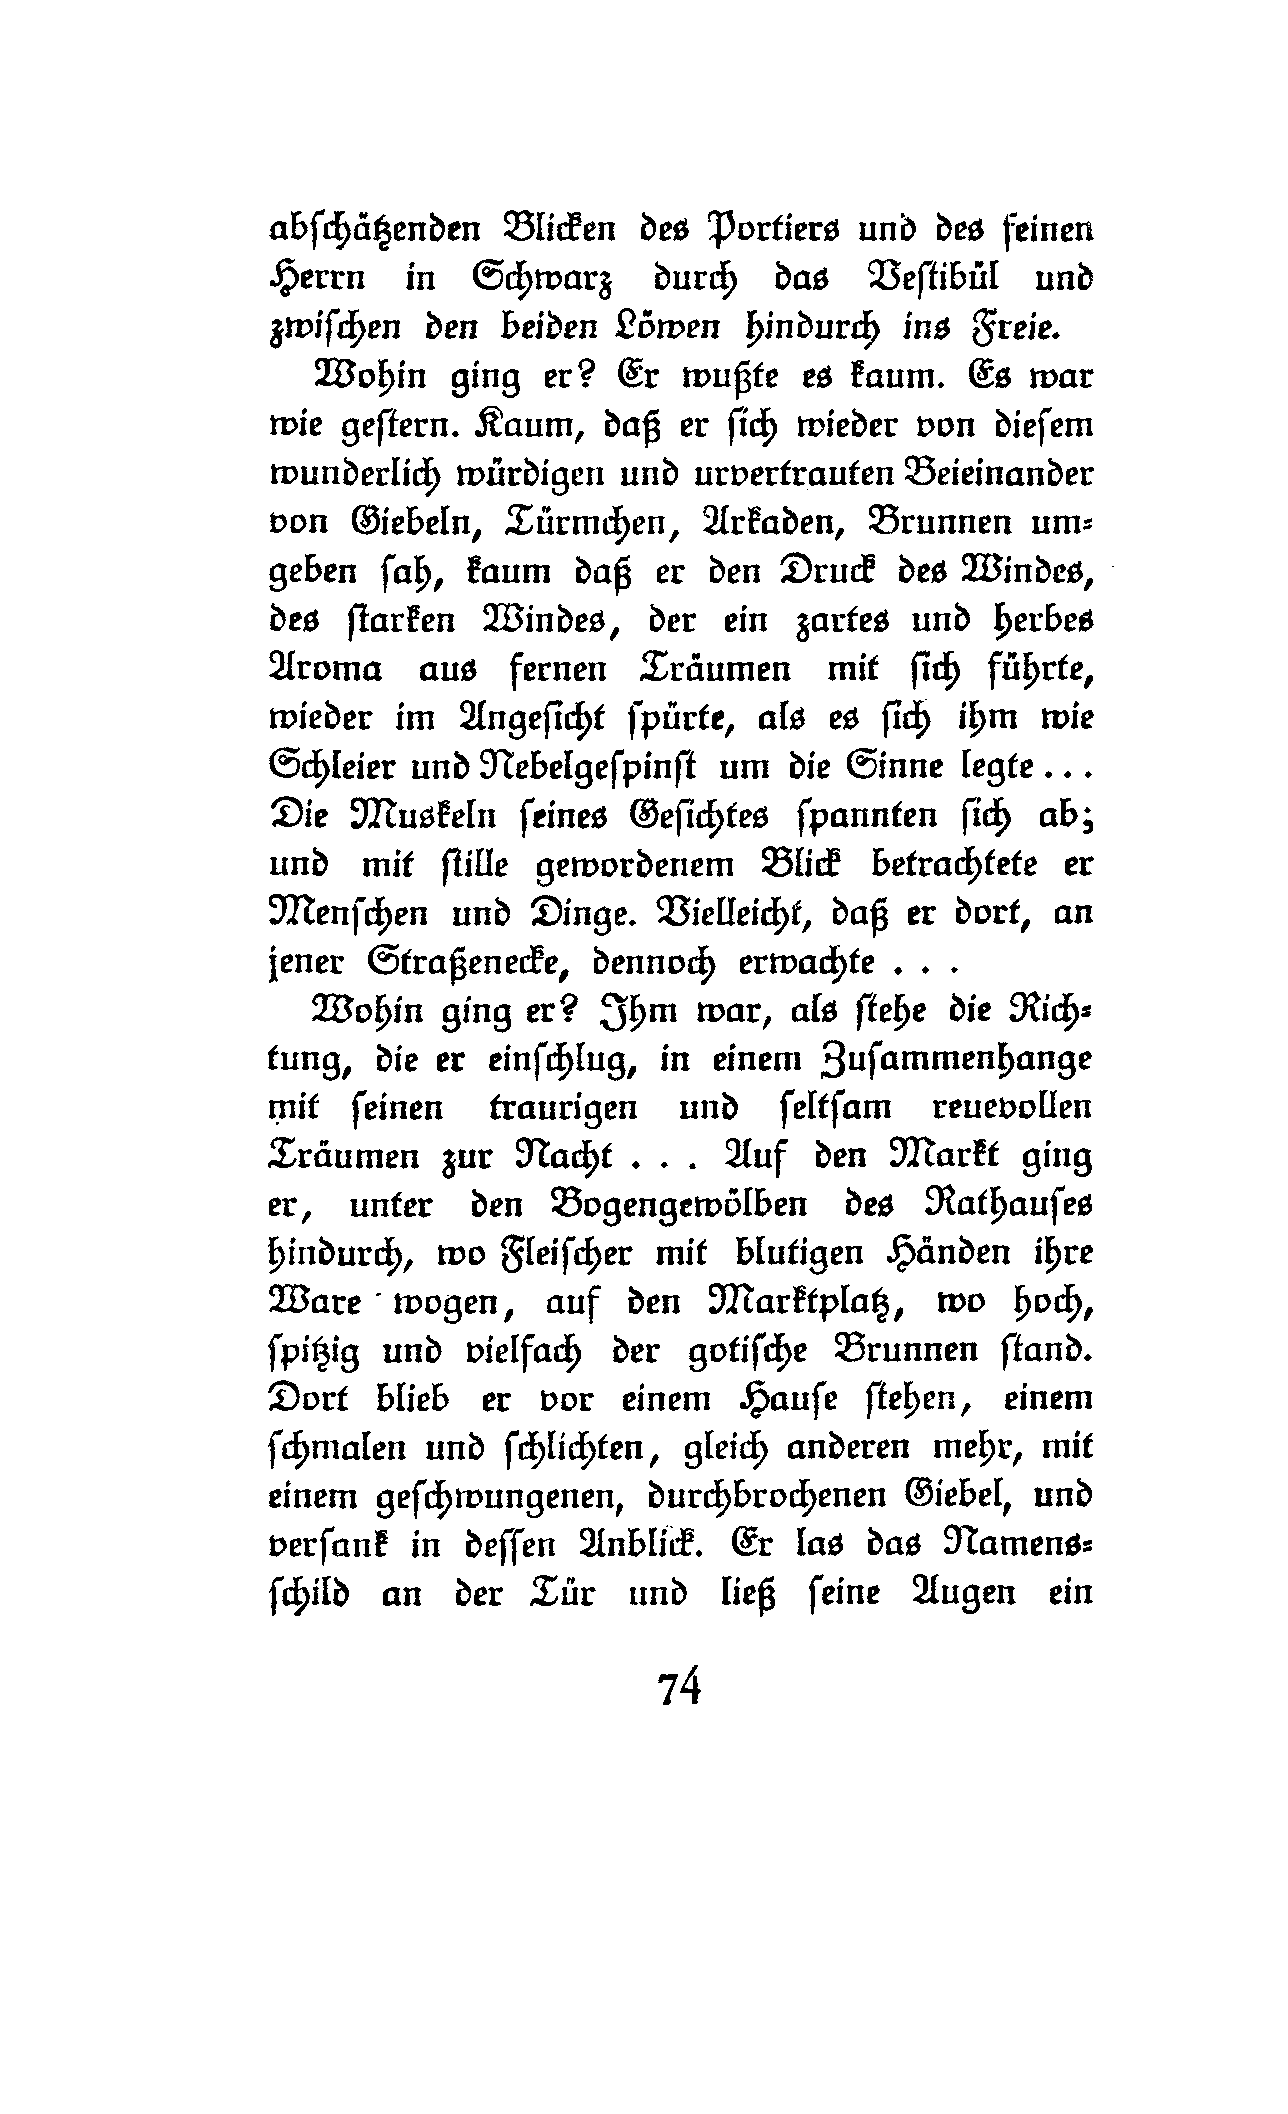 abschätzenden Blicken des Portiers und des feinen
Herrn in Schwarz durch das Vestibül und
zwischen den beiden Löwen hindurch ins Freie.
Wohin ging er? Er wußte es kaum. Es war
wie gestern. Kaum, daß er sich wieder von diesem
wunderlich würdigen und urvertrauten Beieinander
von Giebeln, Türmchen, Arkaden, Brunnen um-
geben sah, kaum daß er den Druck des Windes,
des starken Windes, der ein zartes und herbes
Aroma aus fernen Träumen mit sich führte,
wieder im Angesicht spürte, als es sich ihm wie
Schleier und Nebelgespinst um die Sinne legte ...
Die Muskeln seines Gesichtes spannten sich ab;
und mit stille gewordenem Blick betrachtete er
Menschen und Dinge. Vielleicht, daß er dort, an
jener Straßenecke, dennoch erwachte . . .
Wohin ging er? Ihm war, als stehe die Rich-
tung, die er einschlug, in einem Zusammenhange
mit seinen traurigen und seltsam reuevollen
Träumen zur Nacht . . . Auf den Markt ging
er, unter den Bogengewölben des Rathauses
hindurch, wo Fleischer mit blutigen Händen ihre
Ware wogen, auf den Marktplatz, wo hoch,
spitzig und vielfach der gotische Brunnen stand.
Dort blieb er vor einem Hause stehen, einem
schmalen und schlichten, gleich anderen mehr, mit
einem geschwungenen, durchbrochenen Giebel, und
versank in dessen Anblick. Er las das Namens-
schild an der Tür und ließ seine Augen ein
74